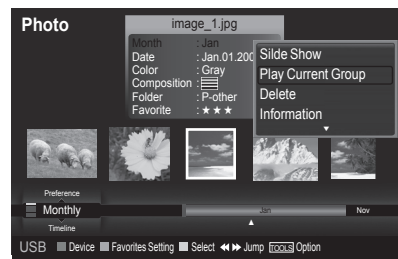 Photo
image_1.jpg
Month : Jan
Date : Jan.01.200
Color : Gray
Composition :
Folder : P-other
Favorite : ★★★
Silde Show
Play Current Group
Delete
Information
Preference
Monthly
Timeline
Jan
Nov
USB Device Favorites Setting Select Jump TOOLS Option